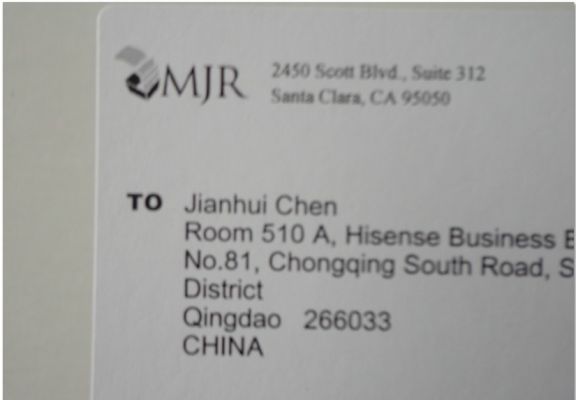 MJR
2450 Scott Blvd., Suite 312
Santa Clara, CA 95050
TO Jianhui Chen
Room 510 A, Hisense Business
No.81, Chongqing South Road, S
District
Qingdao 266033
CHINA